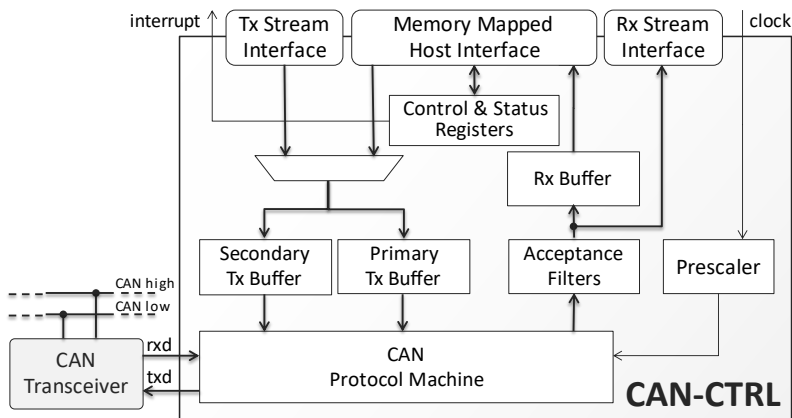 interrupt
Tx Stream
Interface
Memory Mapped
Host Interface
Rx Stream
Interface
clock
Control & Status
Registers
Rx Buffer
Secondary
Tx Buffer
Primary
Tx Buffer
Acceptance
Filters
Prescaler
CAN high
CAN low
CAN
Transceiver
rxd
txd
CAN
Protocol Machine
CAN-CTRL